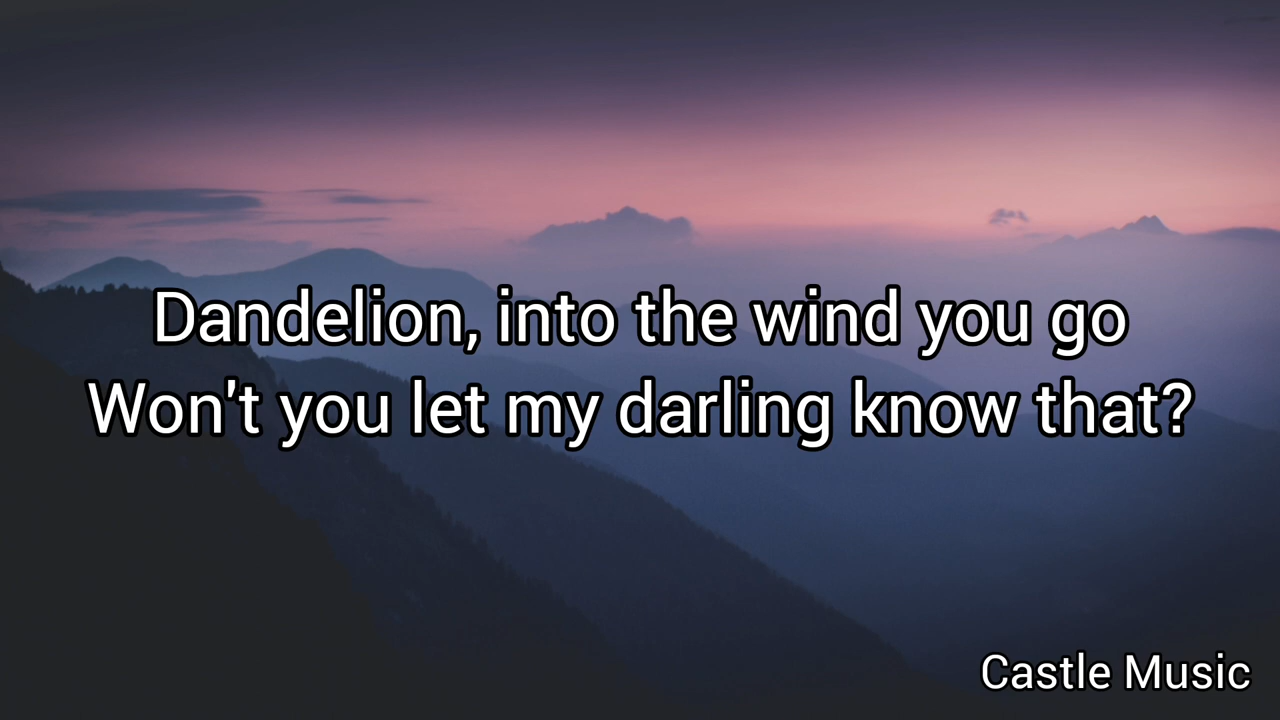 Dandelion, into the wind you go
Won't you let my darling know that?
Castle Music